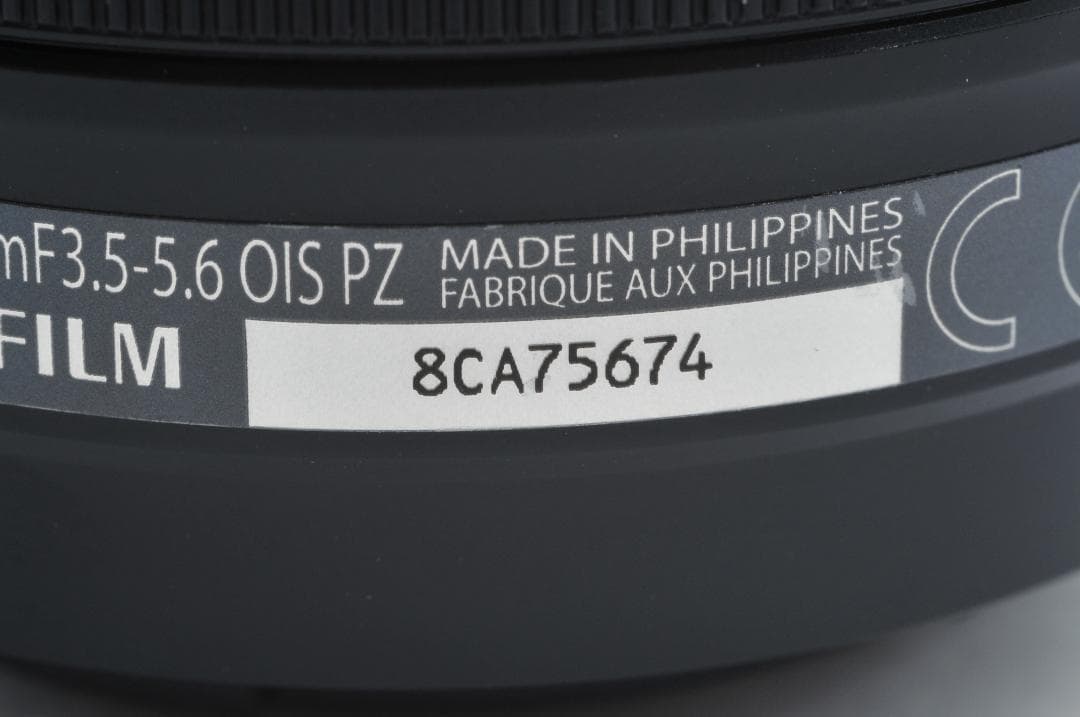 mF3.5-5.6 OIS PZ
MADE IN PHILIPPINES
FABRIQUE AUX PHILIPPINES
FILM
8CA75674
C